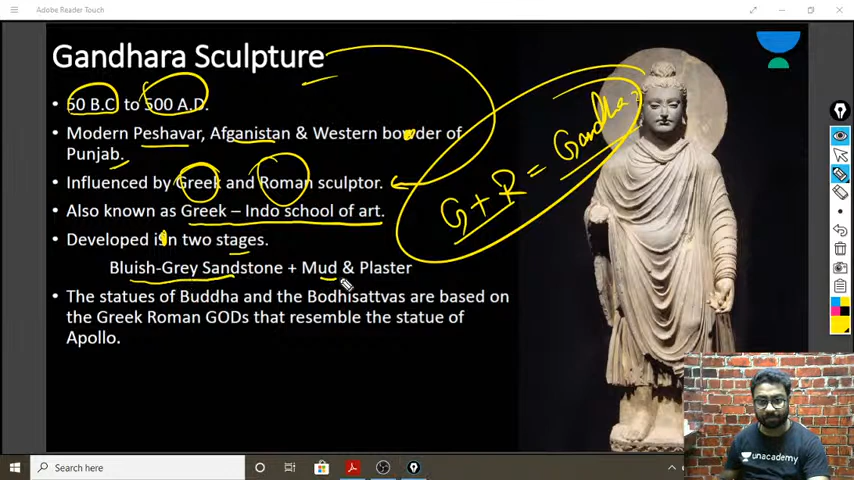 Adobe Reader Touch
Gandhara Sculpture
• 50 B.C to 500 A.D.
• Modern Peshavar, Afganistan & Western border of
Punjab.
• Influenced by Greek and Roman sculptor.
• Also known as Greek – Indo school of art.
• Developed in two stages.
Bluish-Grey Sandstone + Mud & Plaster
• The statues of Buddha and the Bodhisattvas are based on
the Greek Roman GODs that resemble the statue of
Apollo.
G + R =
unacademy
Search here